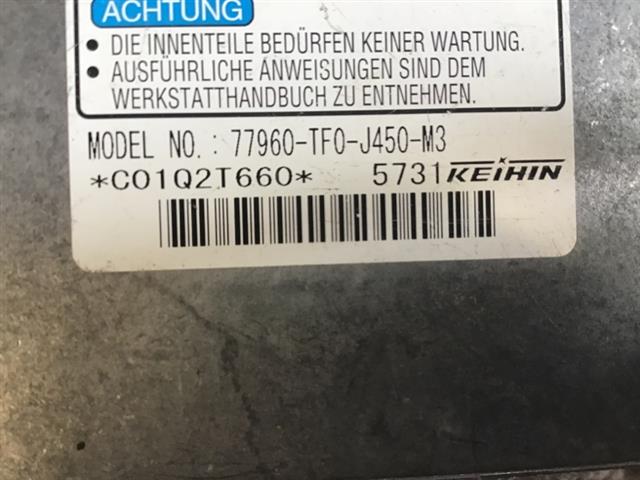 ACHTUNG
• DIE INNENTEILE BEDÜRFEN KEINER WARTUNG.
• AUSFÜHRLICHE ANWEISUNGEN SIND DEM
WERKSTATTHANDBUCH ZU ENTNEHMEN.
MODEL NO. : 77960-TF0-J450-M3
*C01Q2T660* 5731 KEIHIN